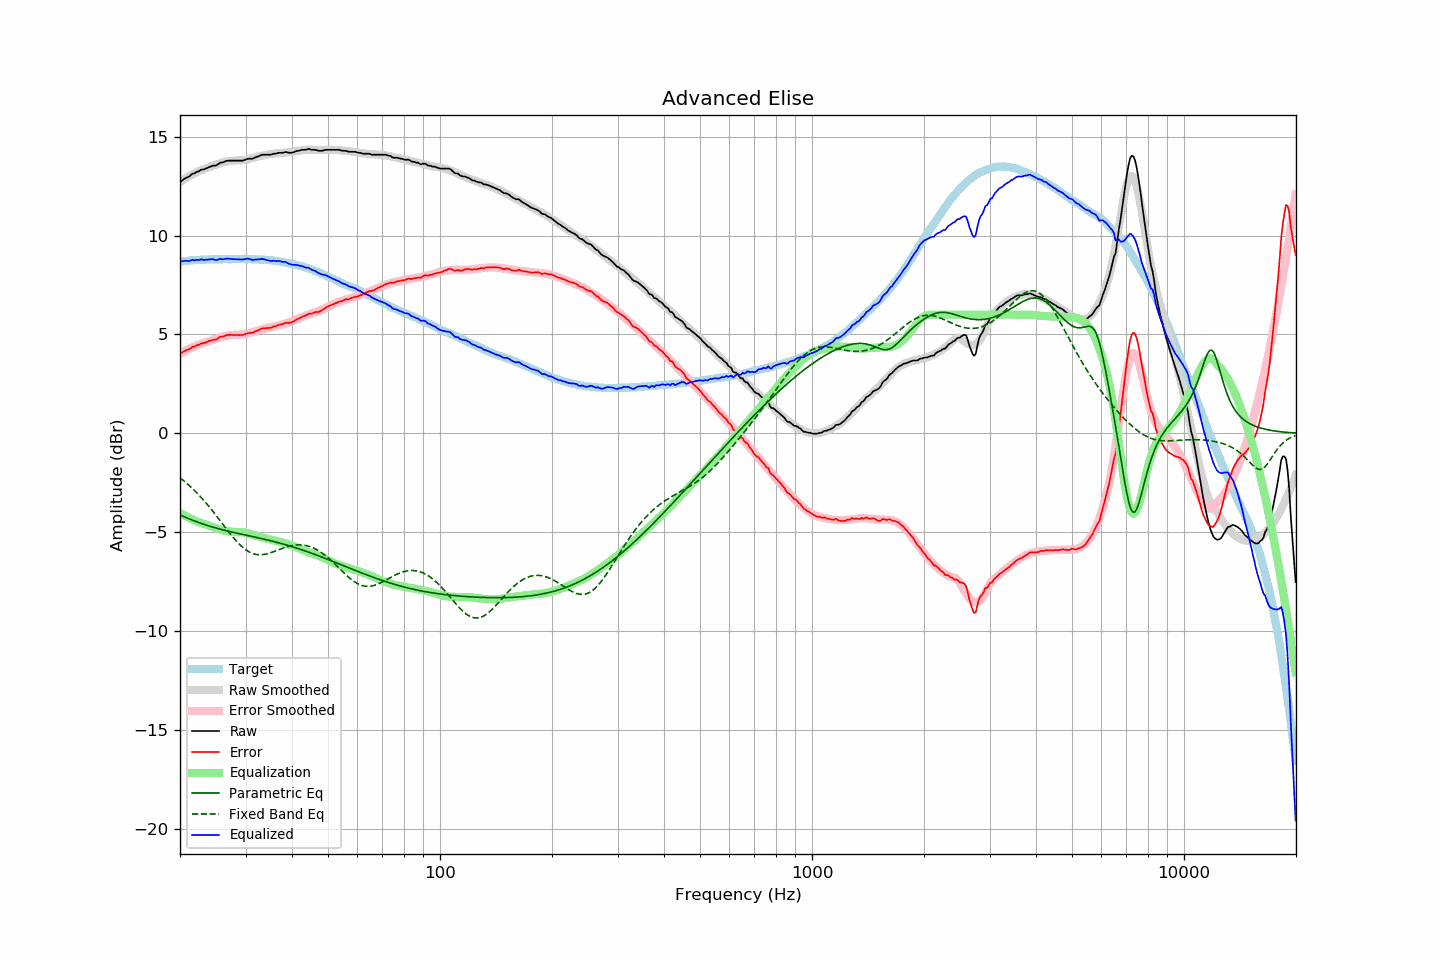 Advanced Elise
15
10
5
0
−5
−10
−15
−20
Amplitude (dBr)
Target
Raw Smoothed
Error Smoothed
Raw
Error
Equalization
Parametric Eq
Fixed Band Eq
Equalized
100
1000
10000
Frequency (Hz)